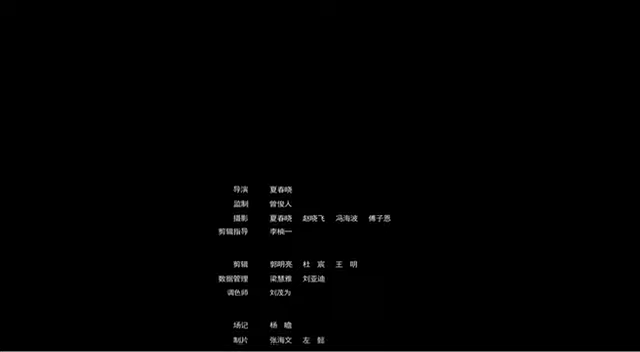 导演 夏春晓
监制 曾俊人
摄影 夏春晓 赵晓飞 冯海波 傅子恩
剪辑指导 李楠一
剪辑 郭明亮 杜 宸 王 明
数据管理 梁慧雅 刘亚迪
调色师 刘茂为
场记 杨 瞻
制片 张海文 左 懿